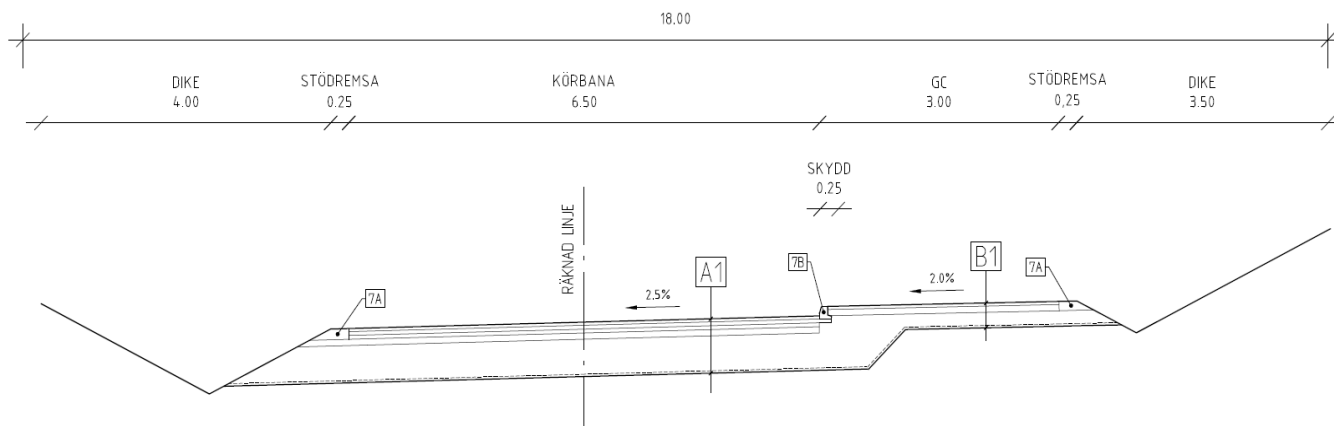 18.00
DIKE
4.00
STÖDREMSA
0.25
KÖRBANA
6.50
GC
3.00
STÖDREMSA
0,25
DIKE
3.50
SKYDD
0,25
RÄKNAD LINJE
A1
7B
B1
7A
2.0%
7A
2.5%